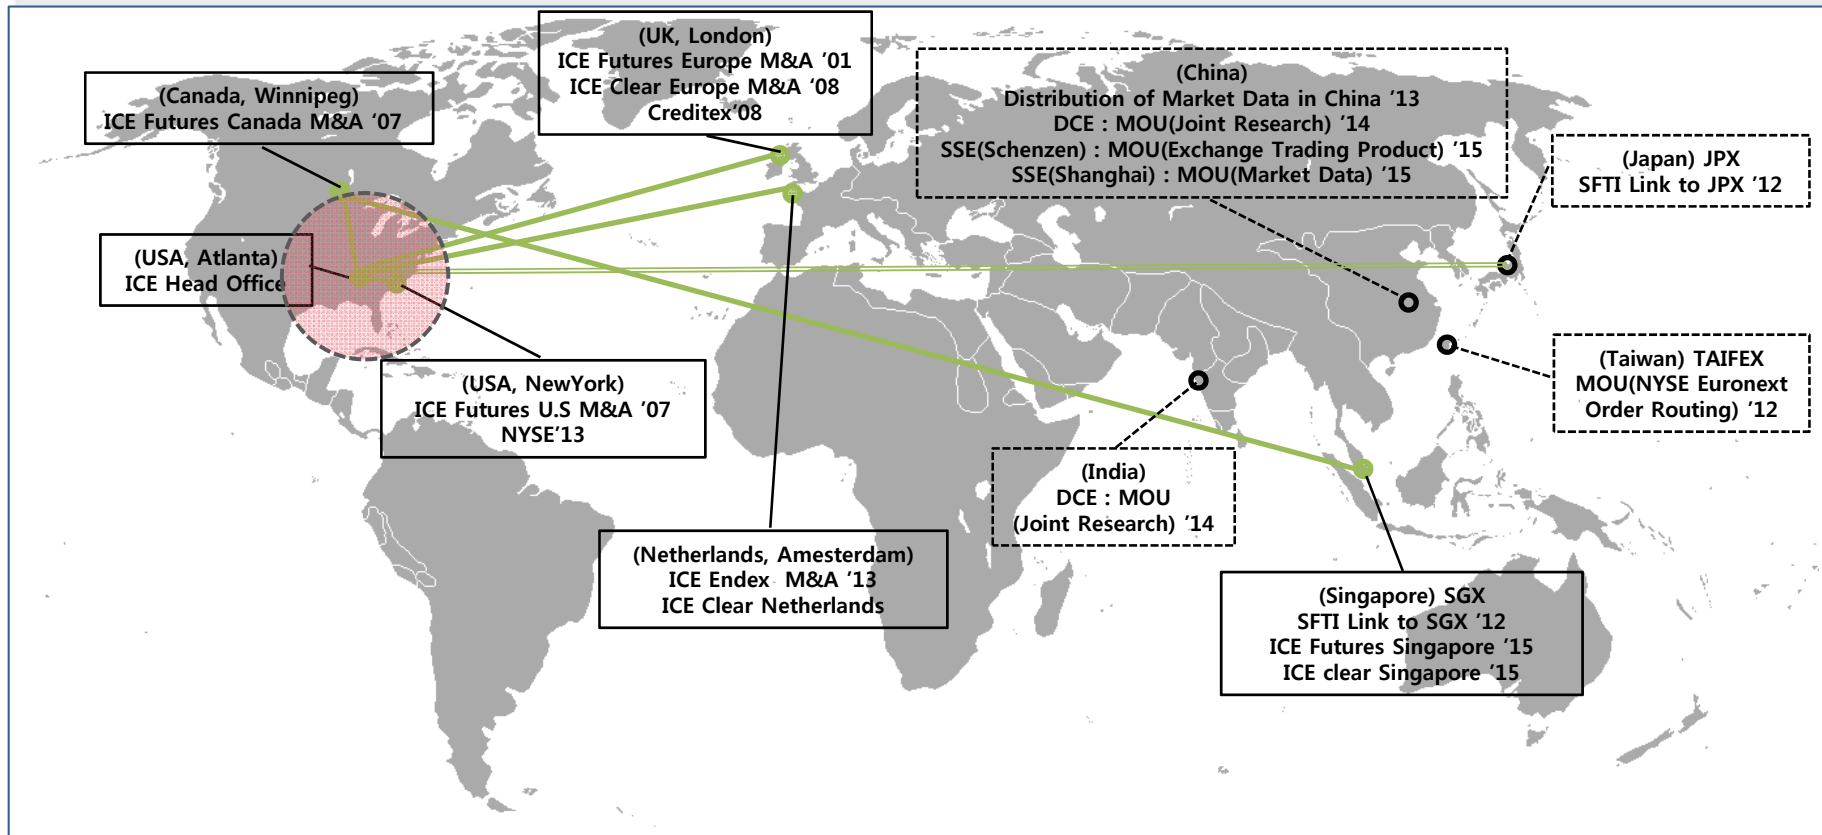 (UK, London)
ICE Futures Europe M&A ‘01
ICE Clear Europe M&A ‘08
Creditex’08
(China)
Distribution of Market Data in China ’13
DCE : MOU(Joint Research) ’14
SSE(Schenzen) : MOU(Exchange Trading Product) ’15
SSE(Shanghai) : MOU(Market Data) ’15
(Canada, Winnipeg)
ICE Futures Canada M&A ’07
(Japan) JPX
SFTI Link to JPX ’12
(USA, Atlanta)
ICE Head Office
(USA, NewYork)
ICE Futures U.S M&A ’07
NYSE’13
(Taiwan) TAIFEX
MOU(NYSE Euronext
Order Routing) ’12
(India)
DCE : MOU
(Joint Research) ’14
(Netherlands, Amesterdam)
ICE Endex M&A ’13
ICE Clear Netherlands
(Singapore) SGX
SFTI Link to SGX ’12
ICE Futures Singapore ’15
ICE clear Singapore ’15